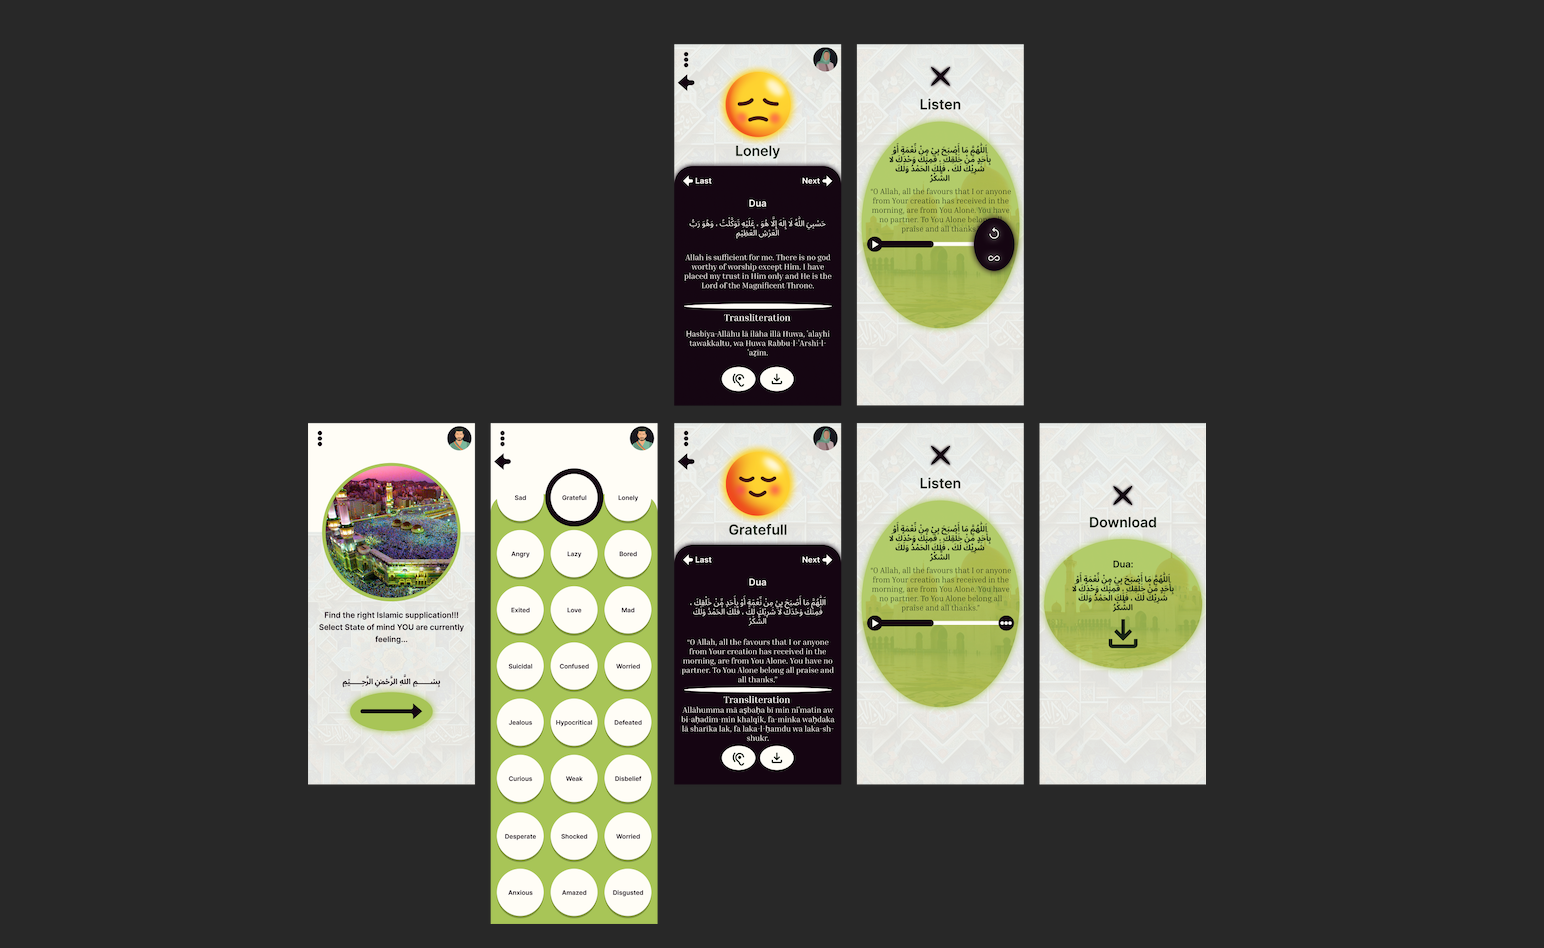 Lonely
Last
Next
Dua
حَسْبِيَ اللَّهُ لَا إِلَهَ إِلَّا هُوَ ، عَلَيْهِ تَوَكَّلْتُ ، وَهُوَ رَبُّ
الْعَرْشِ الْعَظِيْمِ
Allah is sufficient for me. There is no god
worthy of worship except Him. I have
placed my trust in Him only and He is the
Lord of the Magnificent Throne.
Transliteration
Ḥasbiya-Allāhu lā ilāha illā Huwa, 'alayhi
tawakkaltu, wa Huwa Rabbu-l-'Arshi-l-
'aẓīm.
Listen
اَللّٰهُمَّ مَا أَصْبَحَ بِيْ مِنْ نِّعْمَةٍ أَوْ
بِأَحَدٍ مِّنْ خَلْقِكَ ، فَمِنْكَ وَحْدَكَ لَا
شَرِيْكَ لَكَ ، فَلَكَ الْحَمْدُ وَلَكَ
الشُّكْرُ
“O Allah, all the favours that I or anyone
from Your creation has received in the
morning, are from You Alone. You have
no partner. To You Alone belong
praise and all thanks.
Find the right Islamic supplication!!!
Select State of mind YOU are currently
feeling...
بِسْــــــمِ اللَّهِ الرَّحْمَنِ الرَّحِــــــيْمِ
Sad
Grateful
Lonely
Angry
Lazy
Bored
Exited
Love
Mad
Suicidal
Confused
Worried
Jealous
Hypocritical
Defeated
Curious
Weak
Disbelief
Desperate
Shocked
Worried
Anxious
Amazed
Disgusted
Gratefull
Last
Next
Dua
اَللّٰهُمَّ مَا أَصْبَحَ بِيْ مِنْ نِّعْمَةٍ أَوْ بِأَحَدٍ مِّنْ خَلْقِكَ ،
فَمِنْكَ وَحْدَكَ لَا شَرِيْكَ لَكَ ، فَلَكَ الْحَمْدُ وَلَكَ
الشُّكْرُ
“O Allah, all the favours that I or anyone
from Your creation has received in the
morning, are from You Alone. You have no
partner. To You Alone belong all praise and
all thanks.”
Transliteration
Allāhumma mā aṣbaḥa bī min ni'matin aw
bi-aḥadim-min khalqik, fa-minka waḥdaka
lā sharīka lak, fa laka-l-ḥamdu wa laka-sh-
shukr.
Listen
اَللّٰهُمَّ مَا أَصْبَحَ بِيْ مِنْ نِّعْمَةٍ أَوْ
بِأَحَدٍ مِّنْ خَلْقِكَ ، فَمِنْكَ وَحْدَكَ لَا
شَرِيْكَ لَكَ ، فَلَكَ الْحَمْدُ وَلَكَ
الشُّكْرُ
“O Allah, all the favours that I or anyone
from Your creation has received in the
morning, are from You Alone. You have
no partner. To You Alone belong all
praise and all thanks.”
Download
Dua:
اَللّٰهُمَّ مَا أَصْبَحَ بِيْ مِنْ نِّعْمَةٍ أَوْ
بِأَحَدٍ مِّنْ خَلْقِكَ ، فَمِنْكَ وَحْدَكَ لَا
شَرِيْكَ لَكَ ، فَلَكَ الْحَمْدُ وَلَكَ
الشُّكْرُ